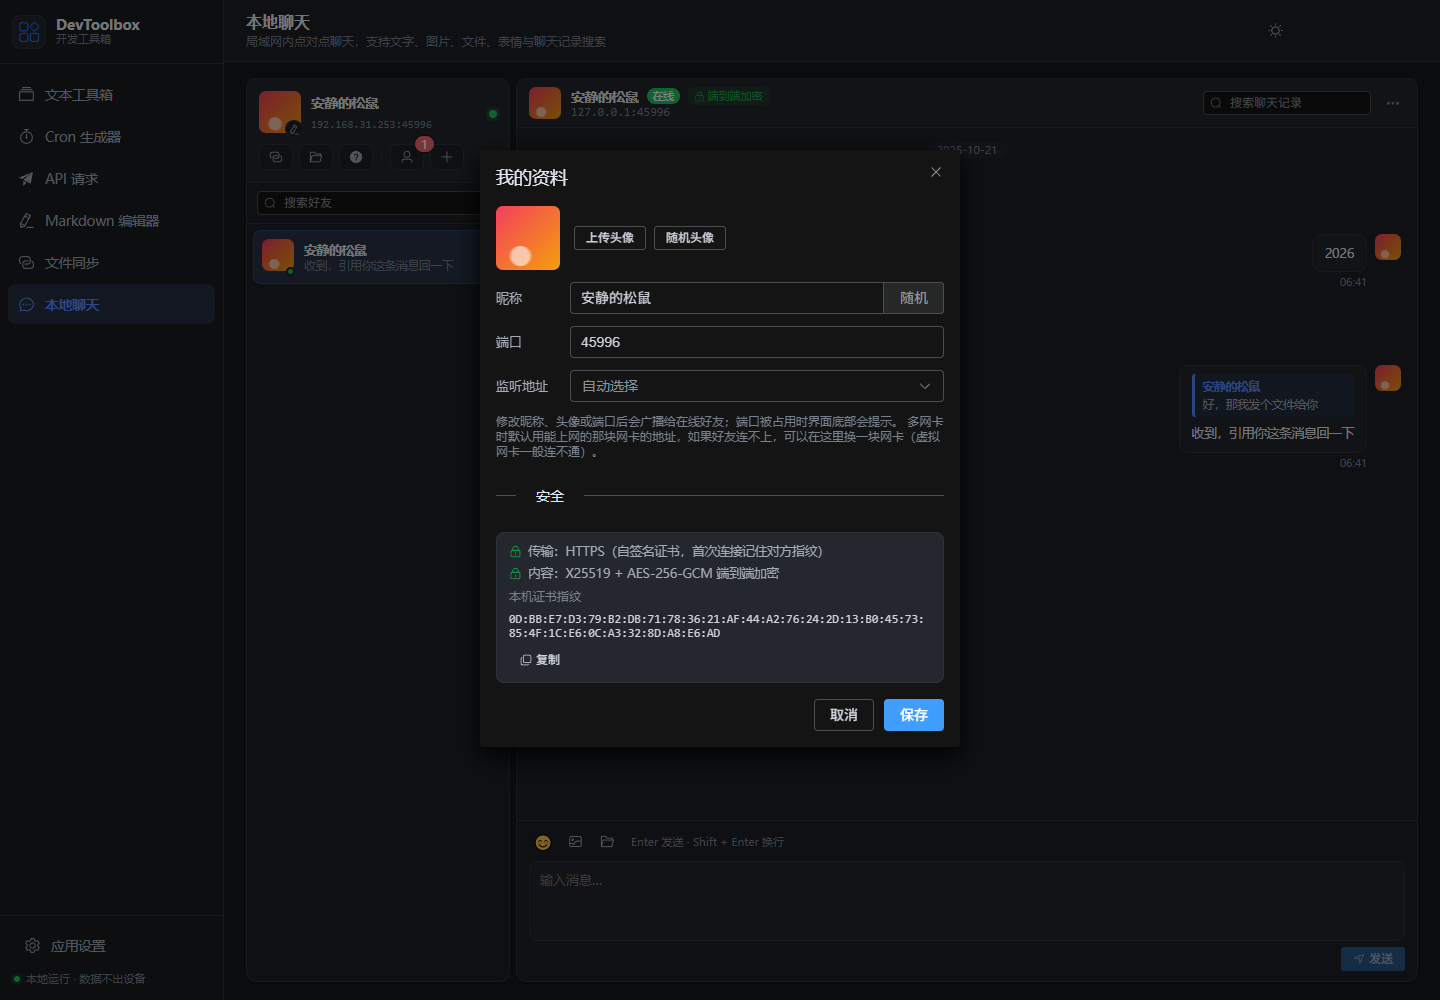 DevToolbox
开发工具箱
文本工具箱
Cron 生成器
API 请求
Markdown 编辑器
文件同步
本地聊天
应用设置
本地运行 · 数据不出设备
本地聊天
局域网内点对点聊天，支持文字、图片、文件、表情与聊天记录搜索
安静的松鼠
192.168.31.253:45996
1
搜索好友
安静的松鼠
收到，引用你这条消息回一下
安静的松鼠 在线 端到端加密
127.0.0.1:45996
搜索聊天记录
2025-10-21
2026
06:41
安静的松鼠
好，那我发个文件给你
收到，引用你这条消息回一下
06:41
Enter 发送 · Shift + Enter 换行
输入消息...
发送
我的资料
上传头像
随机头像
昵称
安静的松鼠
随机
端口
45996
监听地址
自动选择
修改昵称、头像或端口后会广播给在线好友；端口被占用时界面底部会提示。 多网卡
时默认用能上网的那块网卡的地址，如果好友连不上，可以在这里换一块网卡（虚拟
网卡一般连不通）。
安全
传输：HTTPS（自签名证书，首次连接记住对方指纹）
内容：X25519 + AES-256-GCM 端到端加密
本机证书指纹
0D:BB:E7:D3:79:B2:DB:71:78:36:21:AF:44:A2:76:24:2D:13:B0:45:73:
85:4F:1C:E6:0C:A3:32:8D:A8:E6:AD
复制
取消
保存